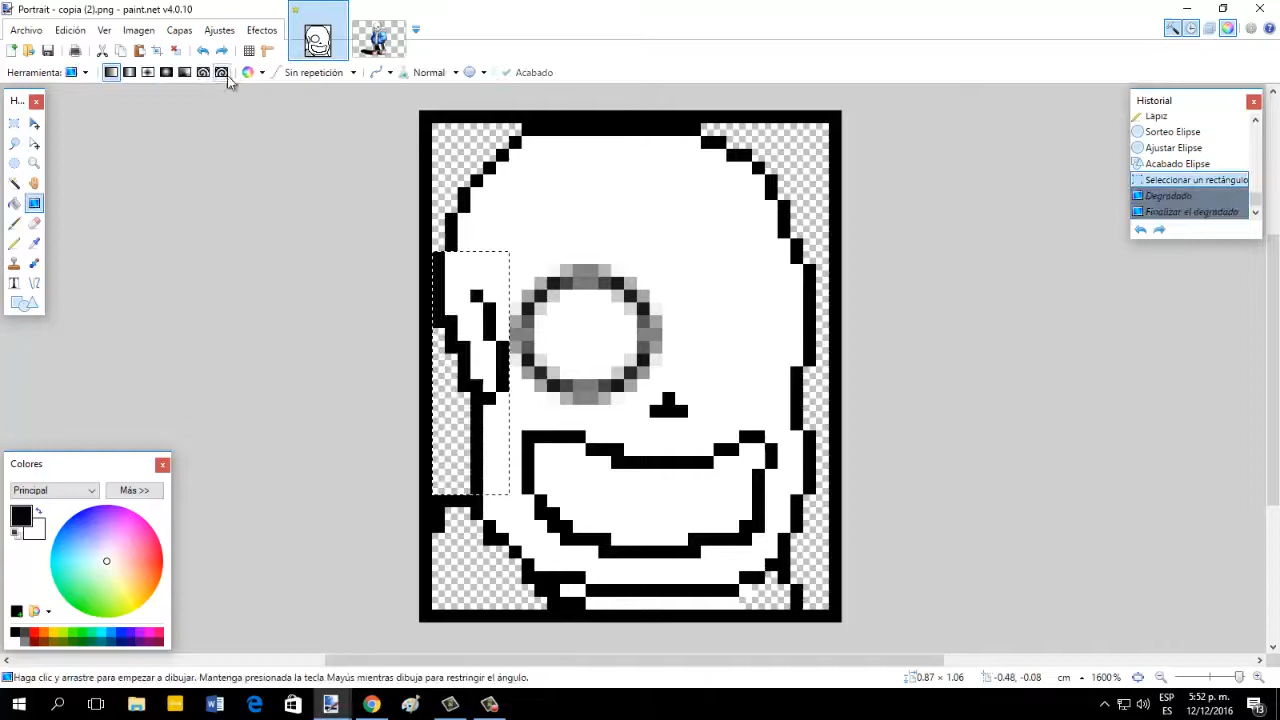 Portrait - copia (2).png - paint.net v4.0.10
Archivo Edición Ver Imagen Capas Ajustes Efectos
Herramienta: Sin repetición Normal Acabado
H...
Historial
Lápiz
Sorteo Elipse
Ajustar Elipse
Acabado Elipse
Seleccionar un rectángulo
Degradado
Finalizar el degradado
Colores
Principal Más >>
Haga clic y arrastre para empezar a dibujar. Mantenga presionada la tecla Mayús mientras dibuja para restringir el ángulo.
0.87 × 1.06 -0.48, -0.08 cm 1600%
ESP 5:52 p. m.
ES 12/12/2016
13